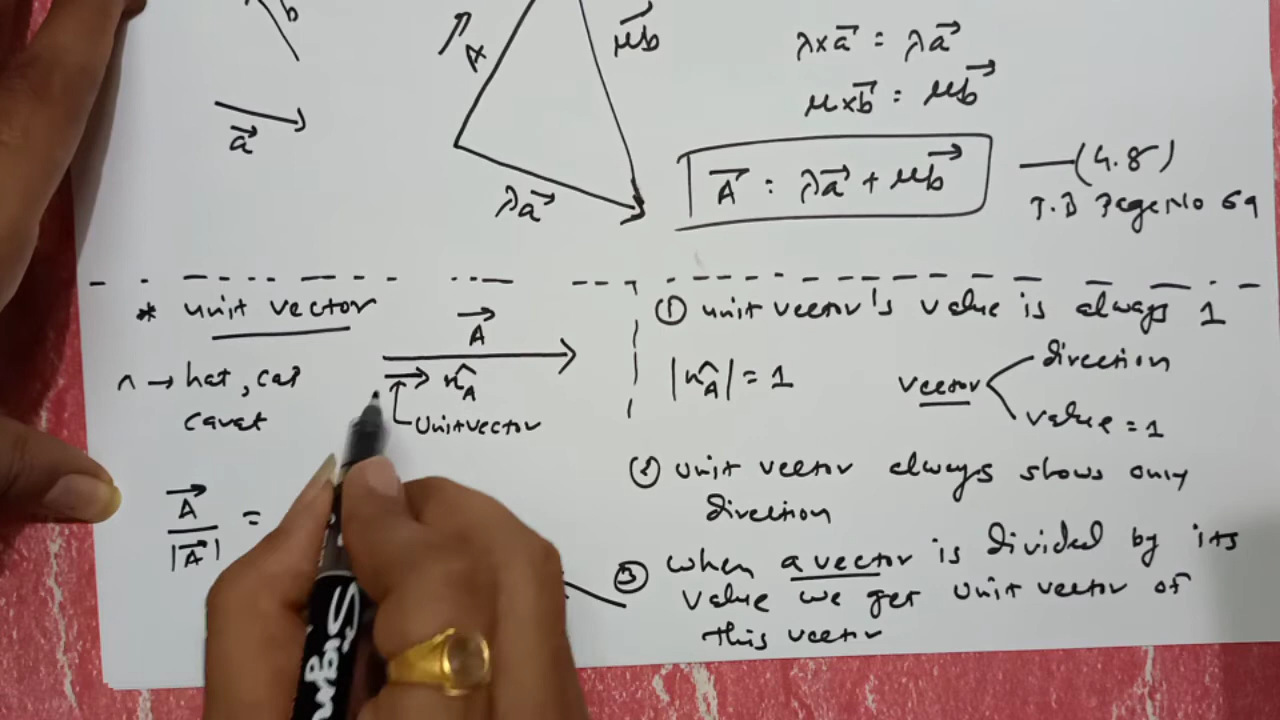 b
A
μb
λa
a
λ×a = λa
μ×b = μb
A = λa + μb —(4.8)
T.B Page No 69
* unit vector
A
^ → hat, cap
caret
n̂A
Unit vector
A / |A| =
① unit vector's value is always 1
|n̂A| = 1
vector
direction
value = 1
② unit vector always shows only
direction
③ when a vector is divided by its
value we get unit vector of
this vector
Sign